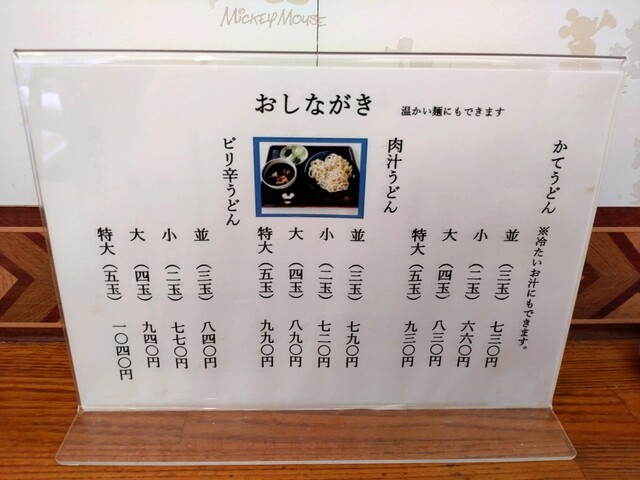 MICKEY MOUSE
おしながき
温かい麺にもできます
かてうどん
※冷たいお汁にもできます。
並（三玉）七三〇円
小（二玉）六六〇円
大（四玉）八三〇円
特大（五玉）九三〇円
肉汁うどん
並（三玉）七九〇円
小（二玉）七二〇円
大（四玉）八九〇円
特大（五玉）九九〇円
ピリ辛うどん
並（三玉）八四〇円
小（二玉）七七〇円
大（四玉）九四〇円
特大（五玉）一〇四〇円